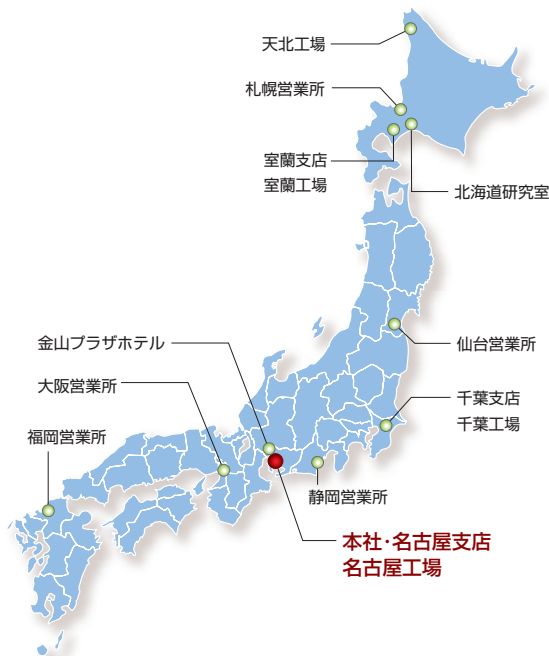 天北工場
札幌営業所
室蘭支店
室蘭工場
北海道研究室
仙台営業所
金山プラザホテル
大阪営業所
千葉支店
千葉工場
福岡営業所
静岡営業所
本社・名古屋支店
名古屋工場